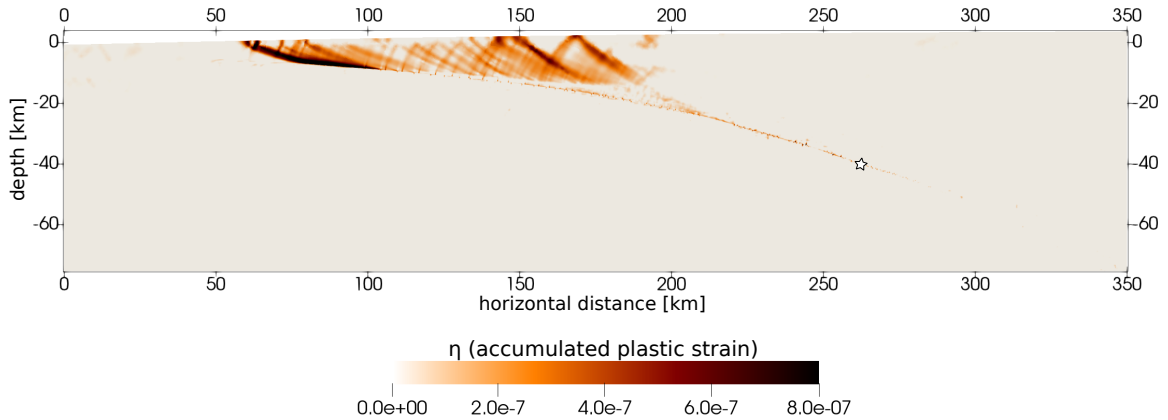 0 50 100 150 200 250 300 350
0 0
-20 -20
-40 -40
-60 -60
depth [km]
0 50 100 150 200 250 300 350
horizontal distance [km]
η (accumulated plastic strain)
0.0e+00 2.0e-7 4.0e-7 6.0e-7 8.0e-07